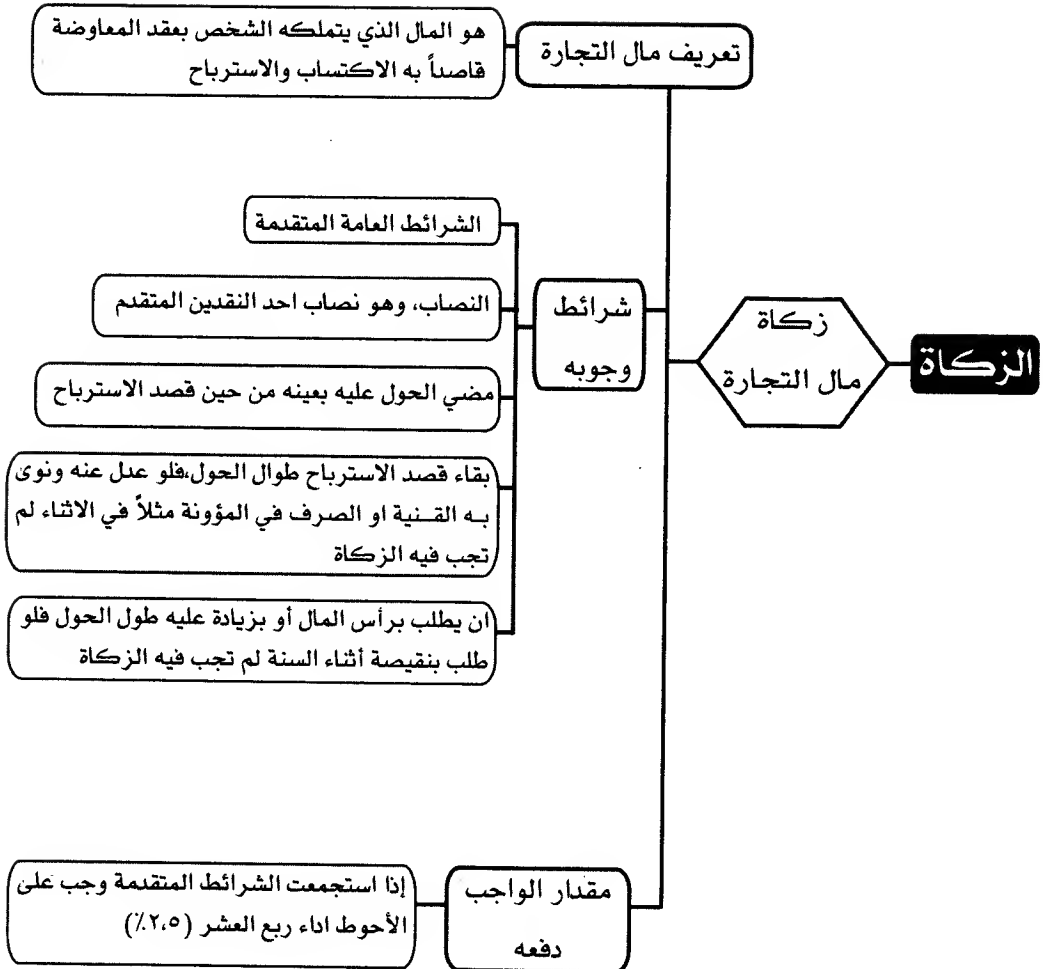 الزكاة
زكاة
مال التجارة
تعريف مال التجارة
هو المال الذي يتملكه الشخص بعقد المعاوضة
قاصداً به الاكتساب والاسترباح
شرائط
وجوبه
الشرائط العامة المتقدمة
النصاب، وهو نصاب احد النقدين المتقدم
مضي الحول عليه بعينه من حين قصد الاسترباح
بقاء قصد الاسترباح طوال الحول،فلو عدل عنه ونوى
به القنية او الصرف في المؤونة مثلاً في الاثناء لم
تجب فيه الزكاة
ان يطلب برأس المال أو بزيادة عليه طول الحول فلو
طلب بنقيصة أثناء السنة لم تجب فيه الزكاة
مقدار الواجب
دفعه
إذا استجمعت الشرائط المتقدمة وجب على
الأحوط اداء ربع العشر (٢،٥٪)